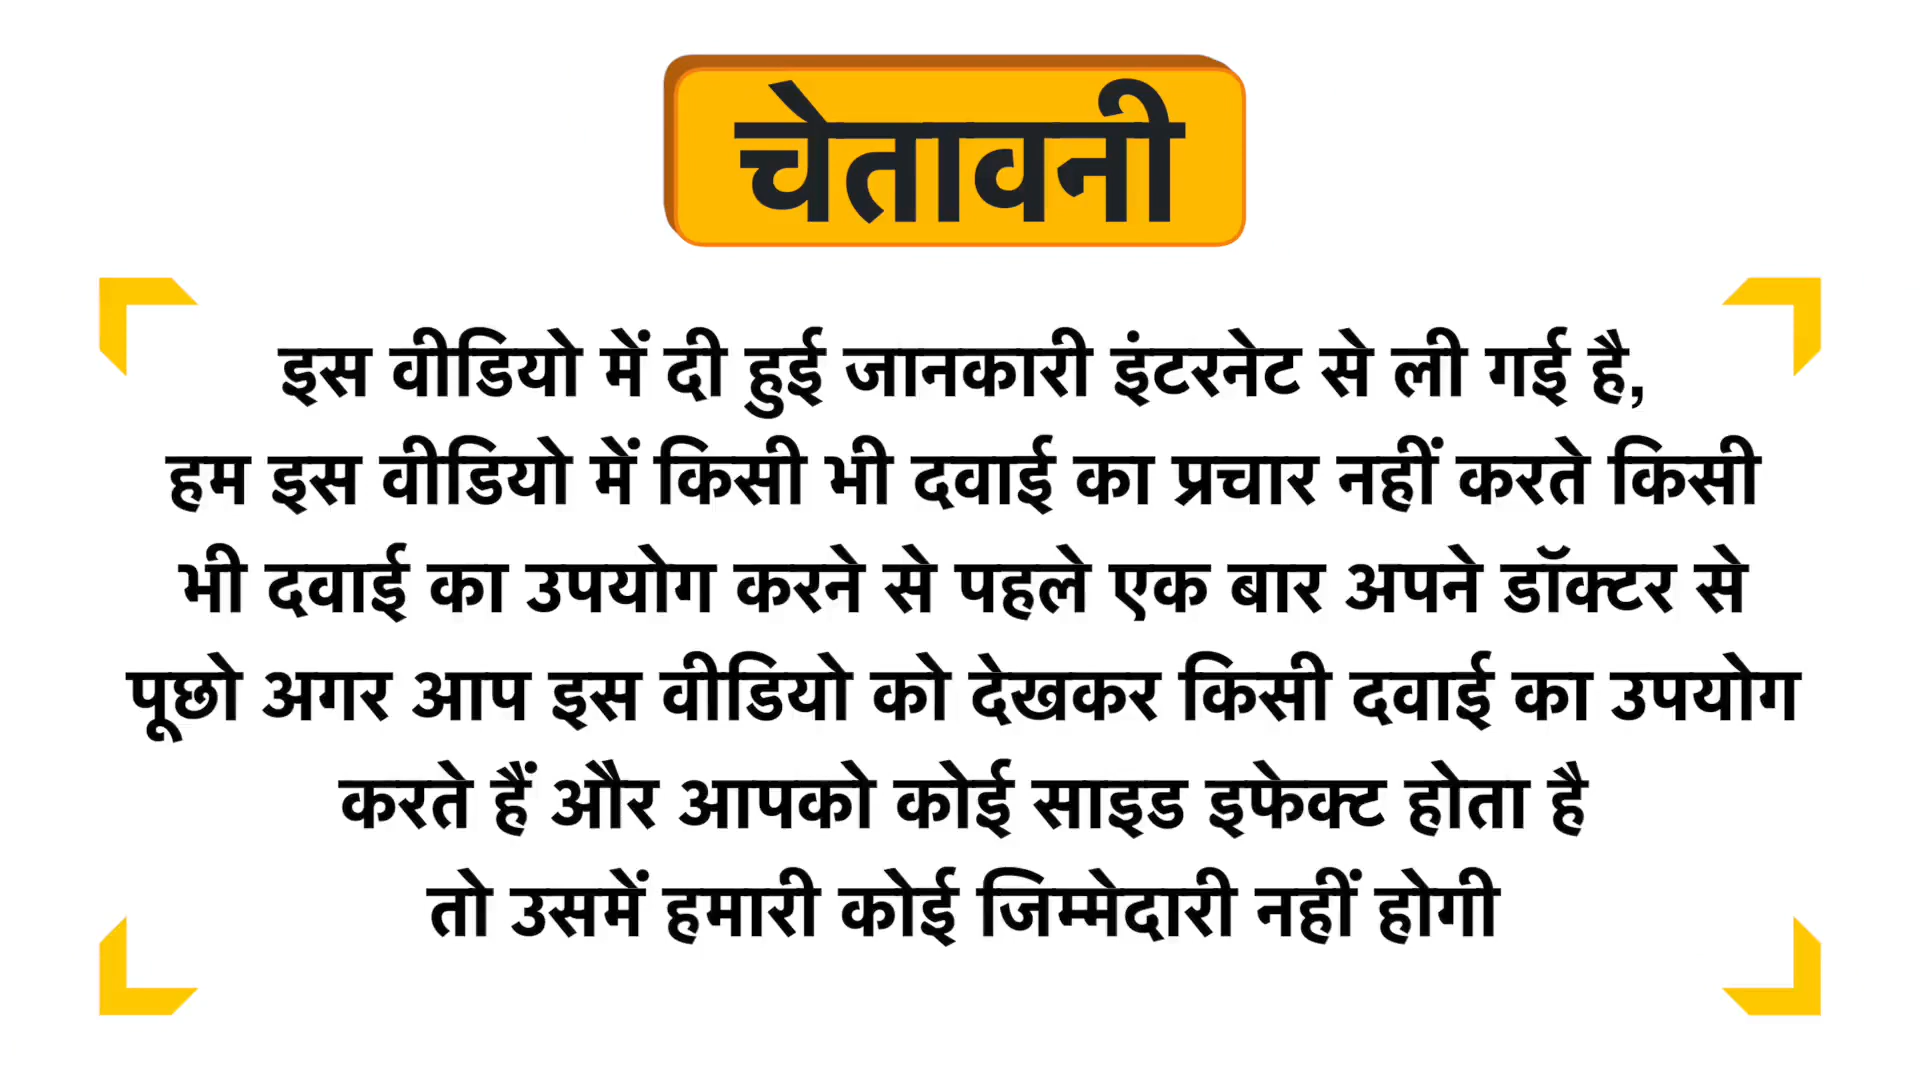 चेतावनी
इस वीडियो में दी हुई जानकारी इंटरनेट से ली गई है,
हम इस वीडियो में किसी भी दवाई का प्रचार नहीं करते किसी
भी दवाई का उपयोग करने से पहले एक बार अपने डॉक्टर से
पूछो अगर आप इस वीडियो को देखकर किसी दवाई का उपयोग
करते हैं और आपको कोई साइड इफेक्ट होता है
तो उसमें हमारी कोई जिम्मेदारी नहीं होगी